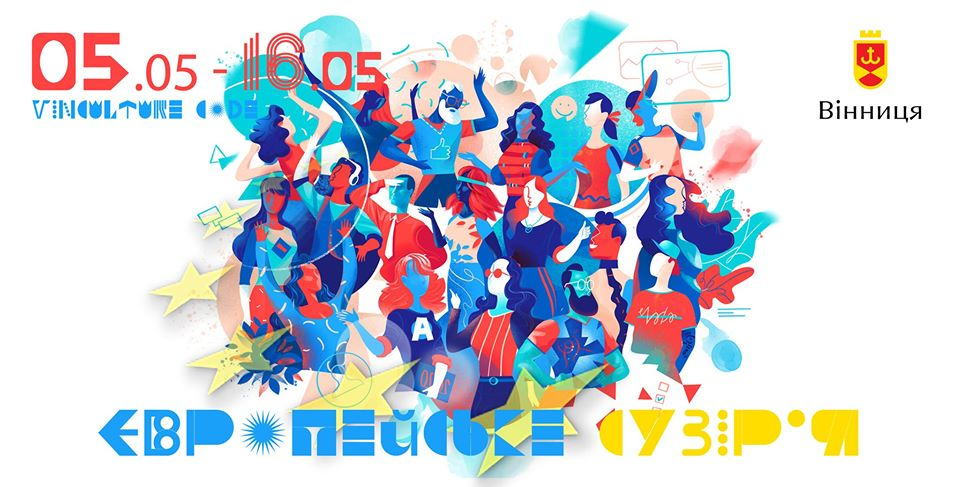 05.05 - 16.05
VINCULTURE CODE
Вінниця
A
ЄВРОПЕЙСЬКЕ СУЗІР'Я